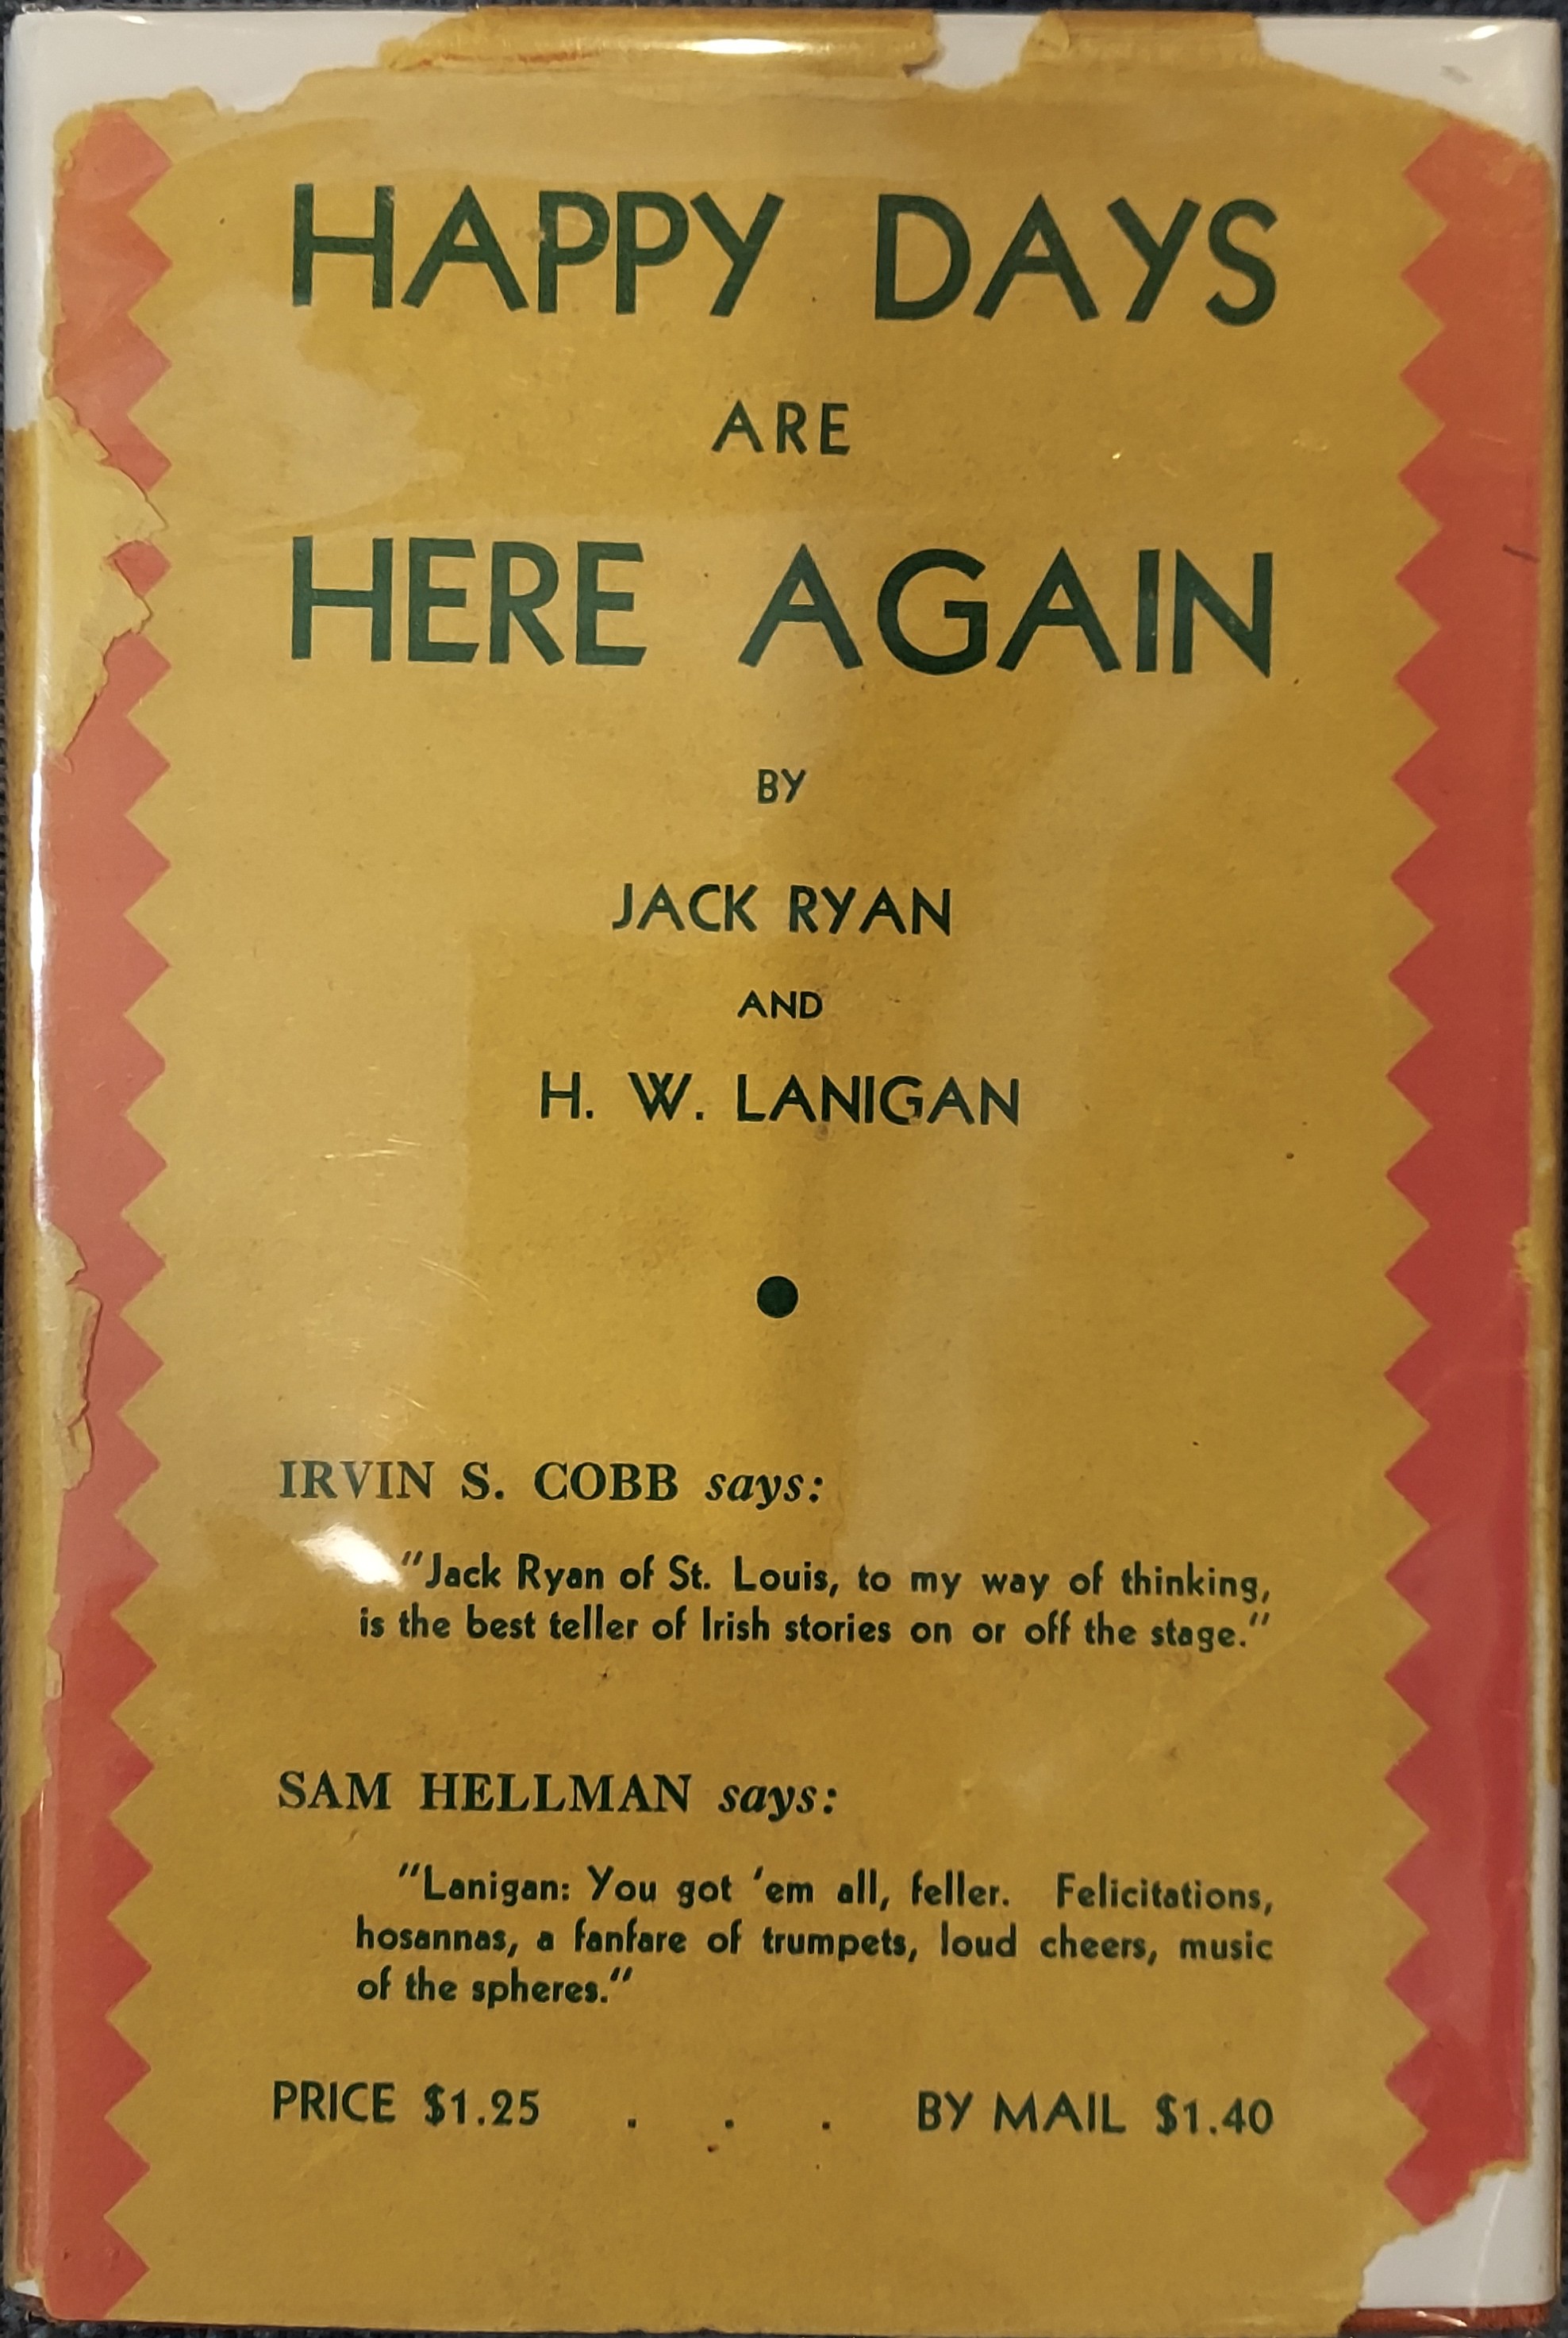 HAPPY DAYS
ARE
HERE AGAIN
BY
JACK RYAN
AND
H. W. LANIGAN
IRVIN S. COBB says:
"Jack Ryan of St. Louis, to my way of thinking,
is the best teller of Irish stories on or off the stage."
SAM HELLMAN says:
"Lanigan: You got 'em all, feller. Felicitations,
hosannas, a fanfare of trumpets, loud cheers, music
of the spheres."
PRICE $1.25 . . . BY MAIL $1.40